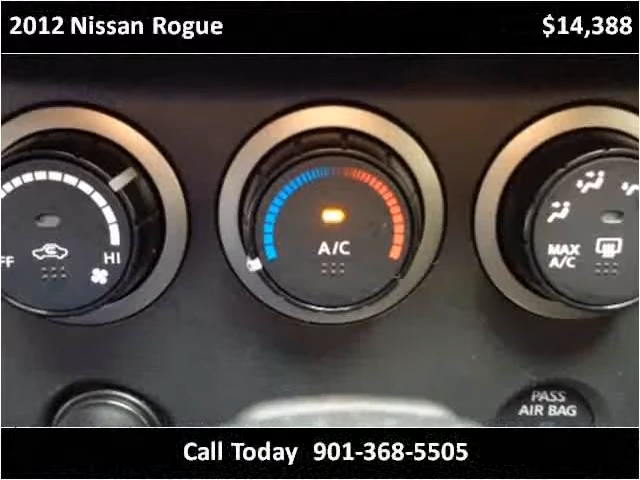 2012 Nissan Rogue $14,388
A/C
HI
MAX
A/C
PASS
AIR BAG
Call Today 901-368-5505